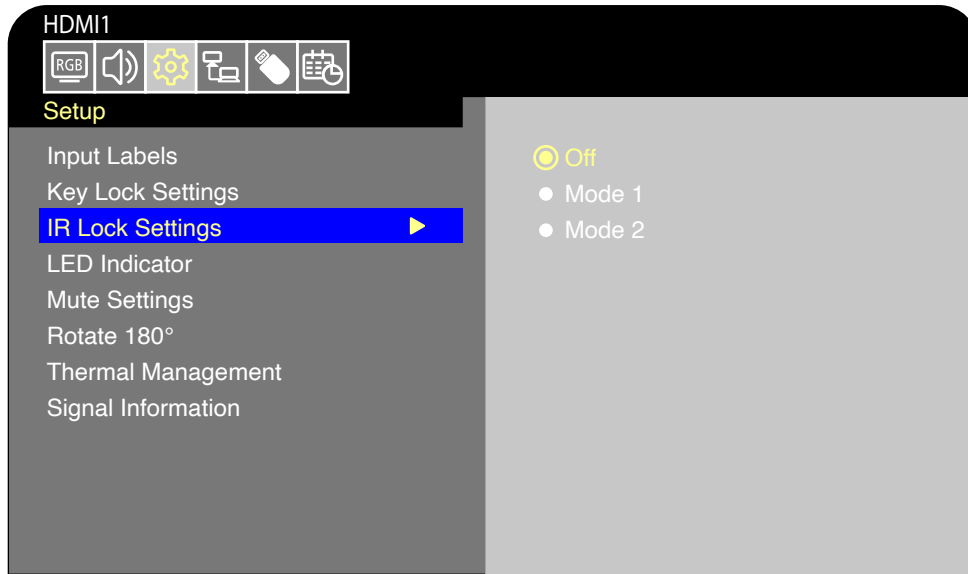 HDMI1
RGB
Setup
Input Labels
Key Lock Settings
IR Lock Settings
LED Indicator
Mute Settings
Rotate 180°
Thermal Management
Signal Information
Off
Mode 1
Mode 2